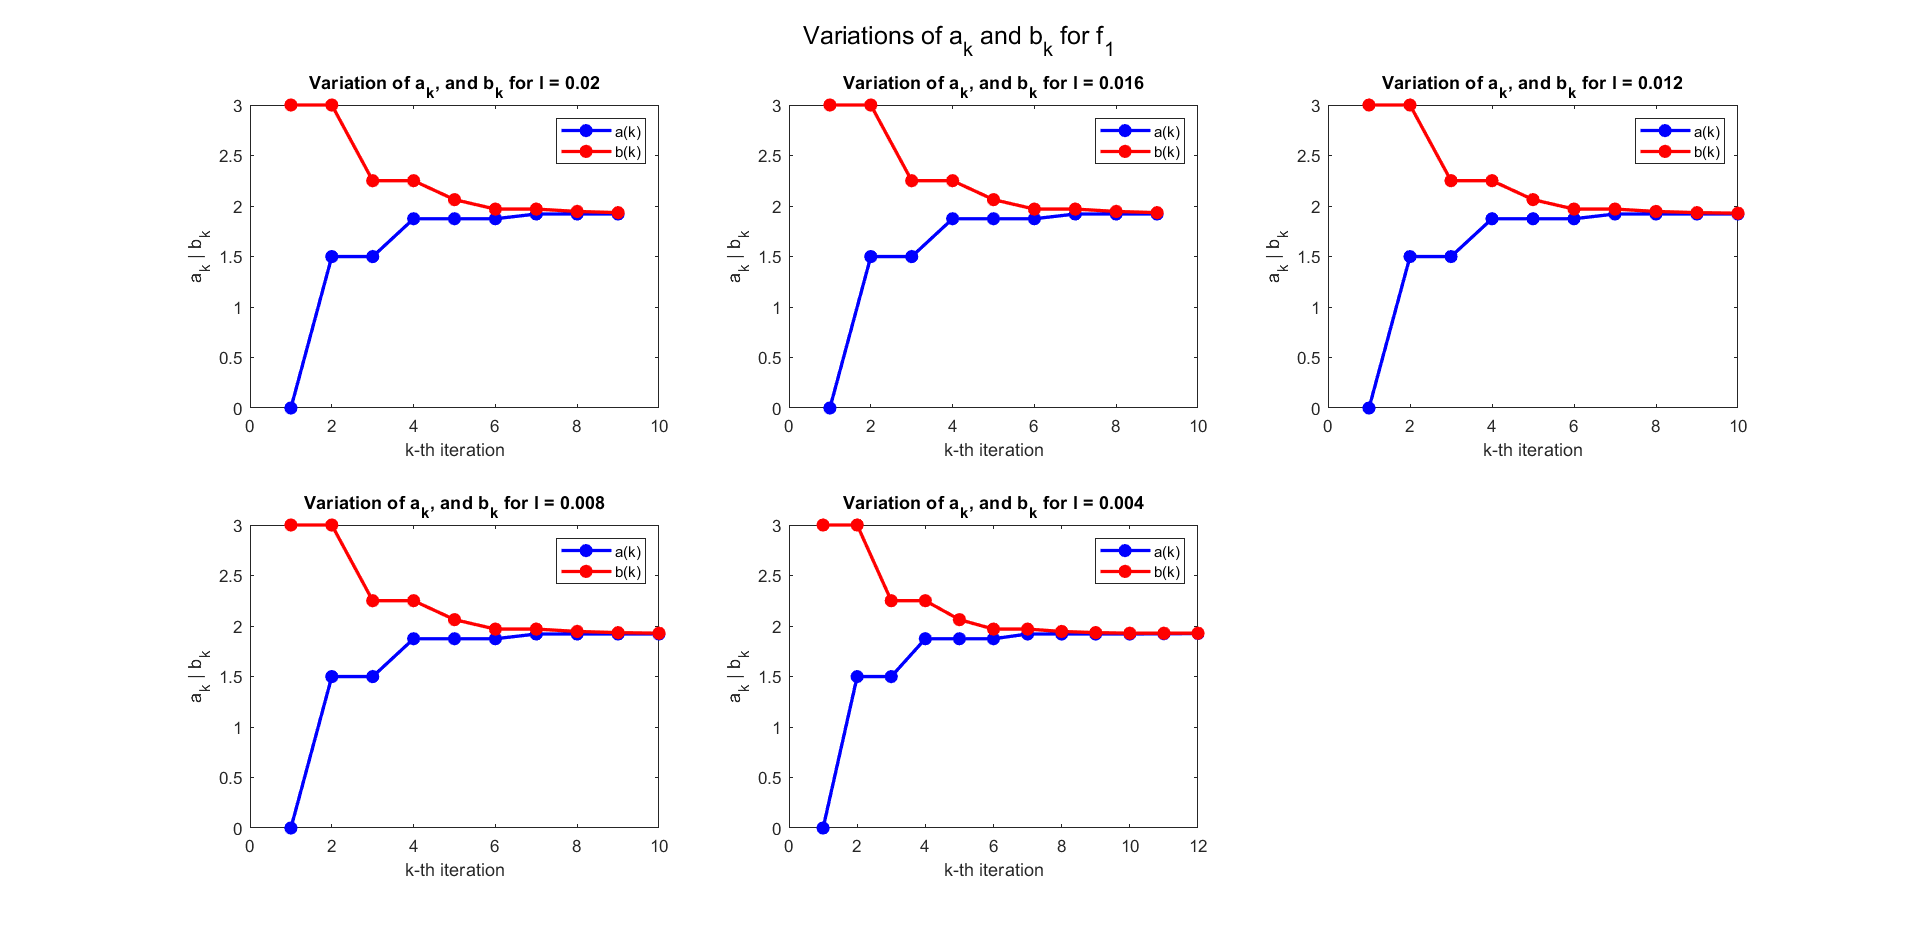 Variations of a_k and b_k for f_1
Variation of a_k, and b_k for l = 0.02
3
2.5
2
1.5
1
0.5
0
a_k | b_k
a(k)
b(k)
0 2 4 6 8 10
k-th iteration
Variation of a_k, and b_k for l = 0.016
3
2.5
2
1.5
1
0.5
0
a_k | b_k
a(k)
b(k)
0 2 4 6 8 10
k-th iteration
Variation of a_k, and b_k for l = 0.012
3
2.5
2
1.5
1
0.5
0
a_k | b_k
a(k)
b(k)
0 2 4 6 8 10
k-th iteration
Variation of a_k, and b_k for l = 0.008
3
2.5
2
1.5
1
0.5
0
a_k | b_k
a(k)
b(k)
0 2 4 6 8 10
k-th iteration
Variation of a_k, and b_k for l = 0.004
3
2.5
2
1.5
1
0.5
0
a_k | b_k
a(k)
b(k)
0 2 4 6 8 10 12
k-th iteration